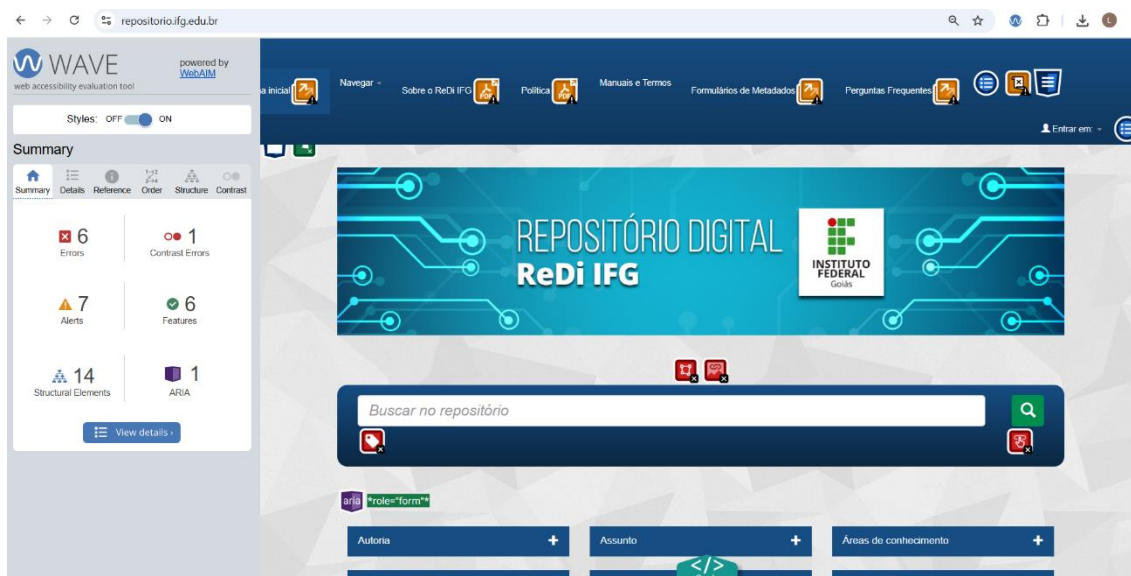 repositorio.ifg.edu.br
L
WAVE
web accessibility evaluation tool
powered by
WebAIM
Styles: OFF ON
Summary
Summary Details Reference Order Structure Contrast
6
Errors
1
Contrast Errors
7
Alerts
6
Features
14
Structural Elements
1
ARIA
View details ›
a inicial
Navegar
Sobre o ReDi IFG
PDF
Política
PDF
Manuais e Termos
Formulários de Metadados
Perguntas Frequentes
Entrar em:
REPOSITÓRIO DIGITAL
ReDi IFG
INSTITUTO
FEDERAL
Goiás
Buscar no repositório
aria *role="form"*
Autoria +
Assunto +
Áreas de conhecimento +
</>